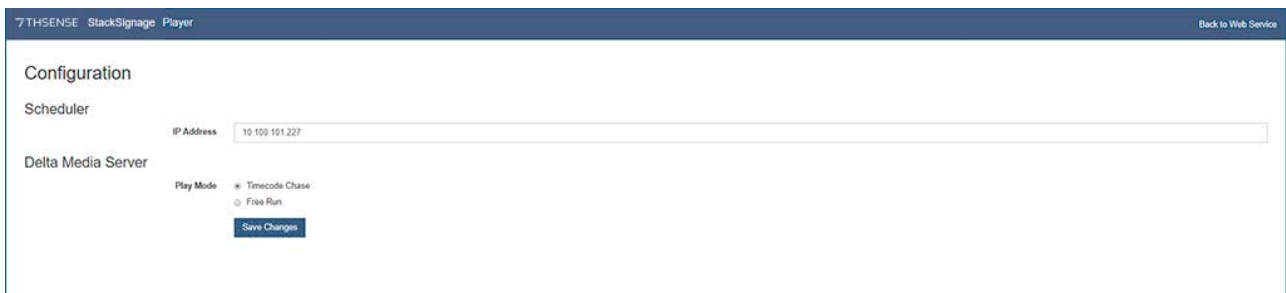 7THSENSE StackSignage Player
Back to Web Service
Configuration
Scheduler
IP Address 10.100.101.227
Delta Media Server
Play Mode Timecode Chase
Free Run
Save Changes